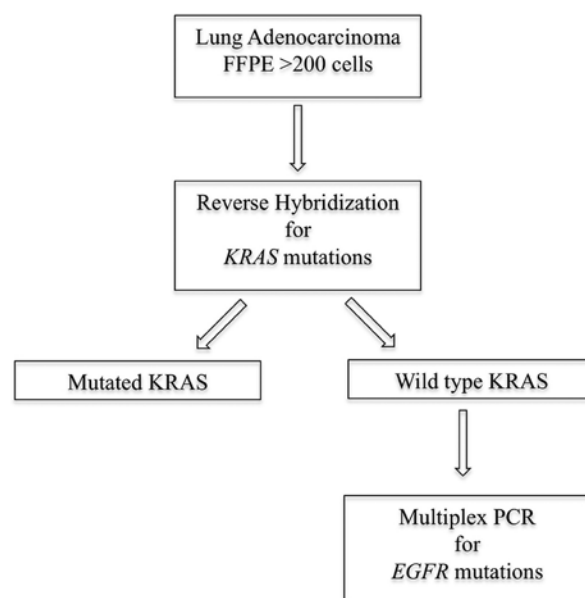 Lung Adenocarcinoma
FFPE >200 cells
Reverse Hybridization
for
KRAS mutations
Mutated KRAS
Wild type KRAS
Multiplex PCR
for
EGFR mutations